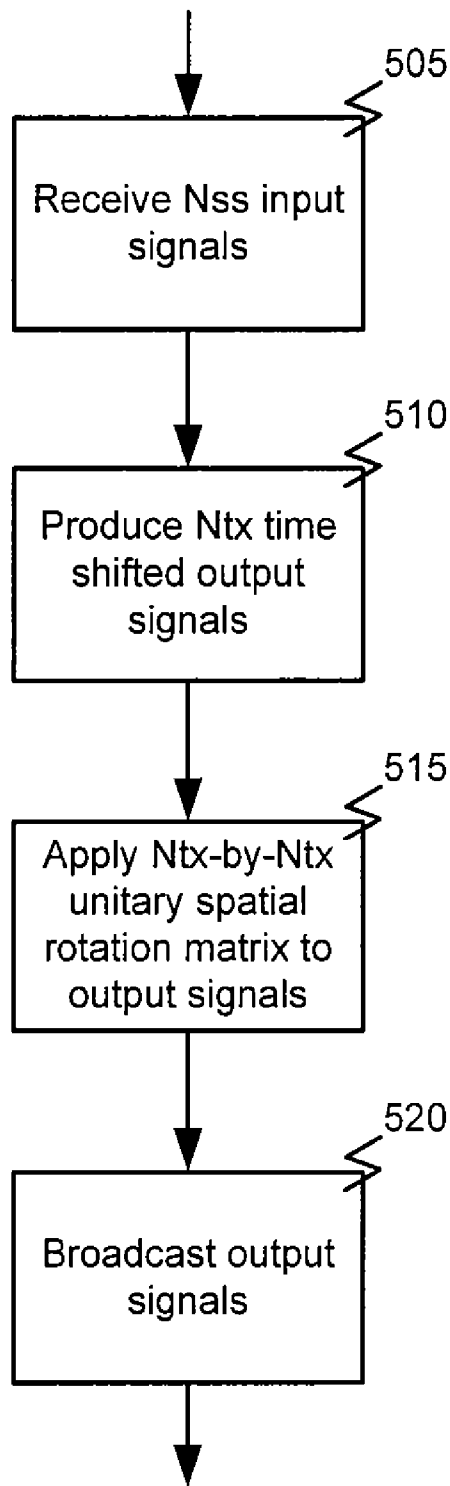 505
Receive Nss input
signals
510
Produce Ntx time
shifted output
signals
515
Apply Ntx-by-Ntx
unitary spatial
rotation matrix to
output signals
520
Broadcast output
signals